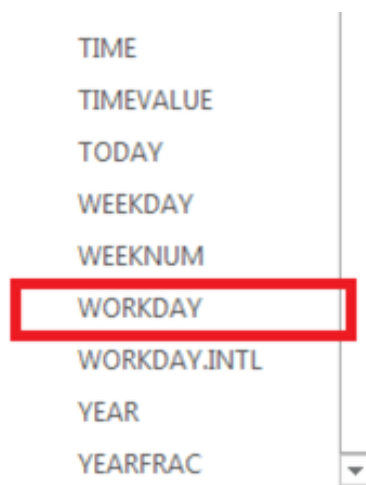 TIME
TIMEVALUE
TODAY
WEEKDAY
WEEKNUM
WORKDAY
WORKDAY.INTL
YEAR
YEARFRAC